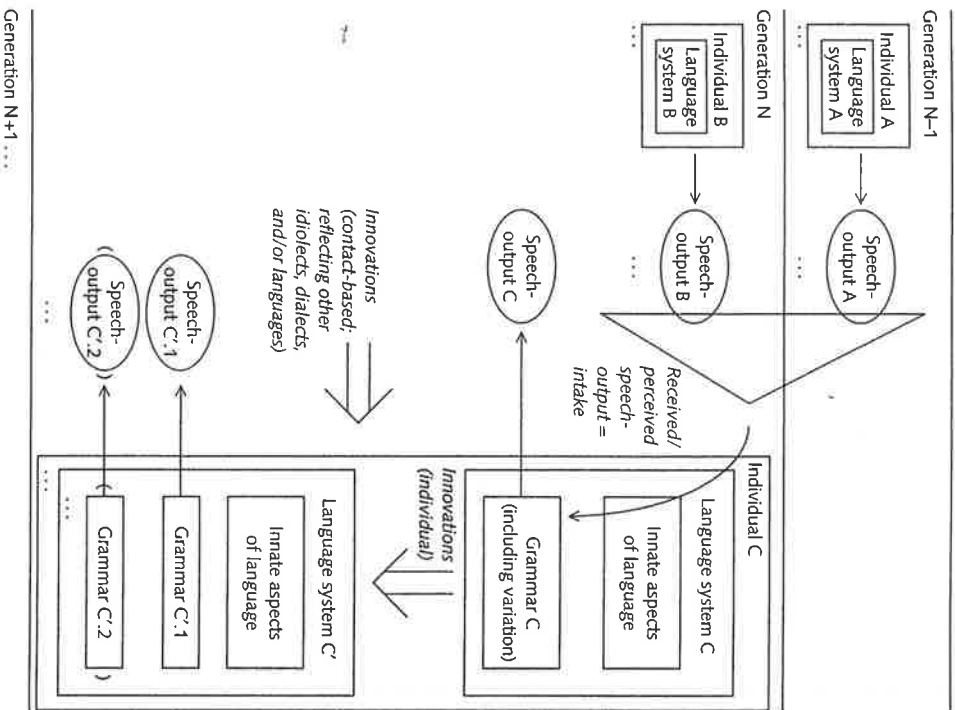 Generation N–1
Individual A
Language
system A
...
Speech-
output A
...
Generation N
Individual B
Language
system B
...
Speech-
output B
...
Received/
perceived
speech-
output =
intake
Individual C
Language system C
Innate aspects
of language
Grammar C
(including variation)
Speech-
output C
Innovations
(individual)
Innovations
(contact-based;
reflecting other
idiolects, dialects,
and/or languages)
Language system C′
Innate aspects
of language
Grammar C′.1
Speech-
output C′.1
( Grammar C′.2 )
...
...
( Speech-
output C′.2 )
...
Generation N+1 ...